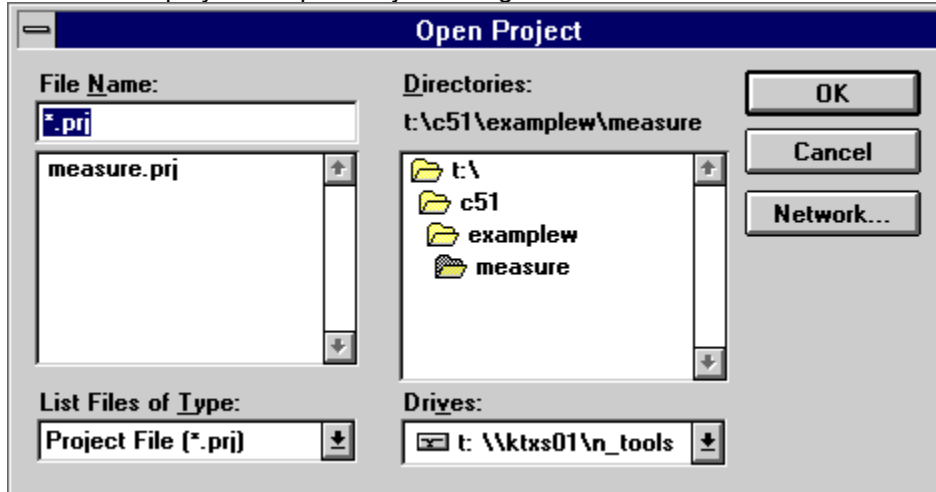 Open Project
File Name:
*.prj
measure.prj
List Files of Type:
Project File (*.prj)
Directories:
t:\c51\examplew\measure
t:\
c51
examplew
measure
Drives:
t: \\ktxs01\n_tools
OK
Cancel
Network...